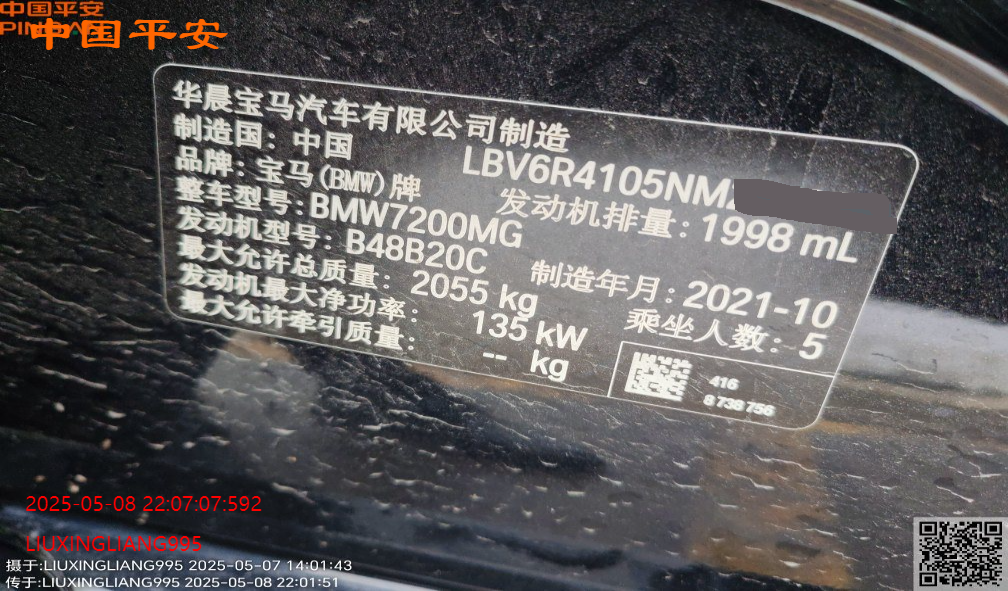 中国平安
PINGAN
中国平安
华晨宝马汽车有限公司制造
制造国：中国
LBV6R4105NM
品牌：宝马(BMW)牌
发动机排量：1998 mL
整车型号：BMW7200MG
发动机型号：B48B20C
制造年月：2021-10
最大允许总质量：2055 kg
乘坐人数：5
发动机最大净功率：135 kW
最大允许牵引质量：-- kg
416
8 738 756
2025-05-08 22:07:07:592
LIUXINGLIANG995
摄于:LIUXINGLIANG995 2025-05-07 14:01:43
传于:LIUXINGLIANG995 2025-05-08 22:01:51